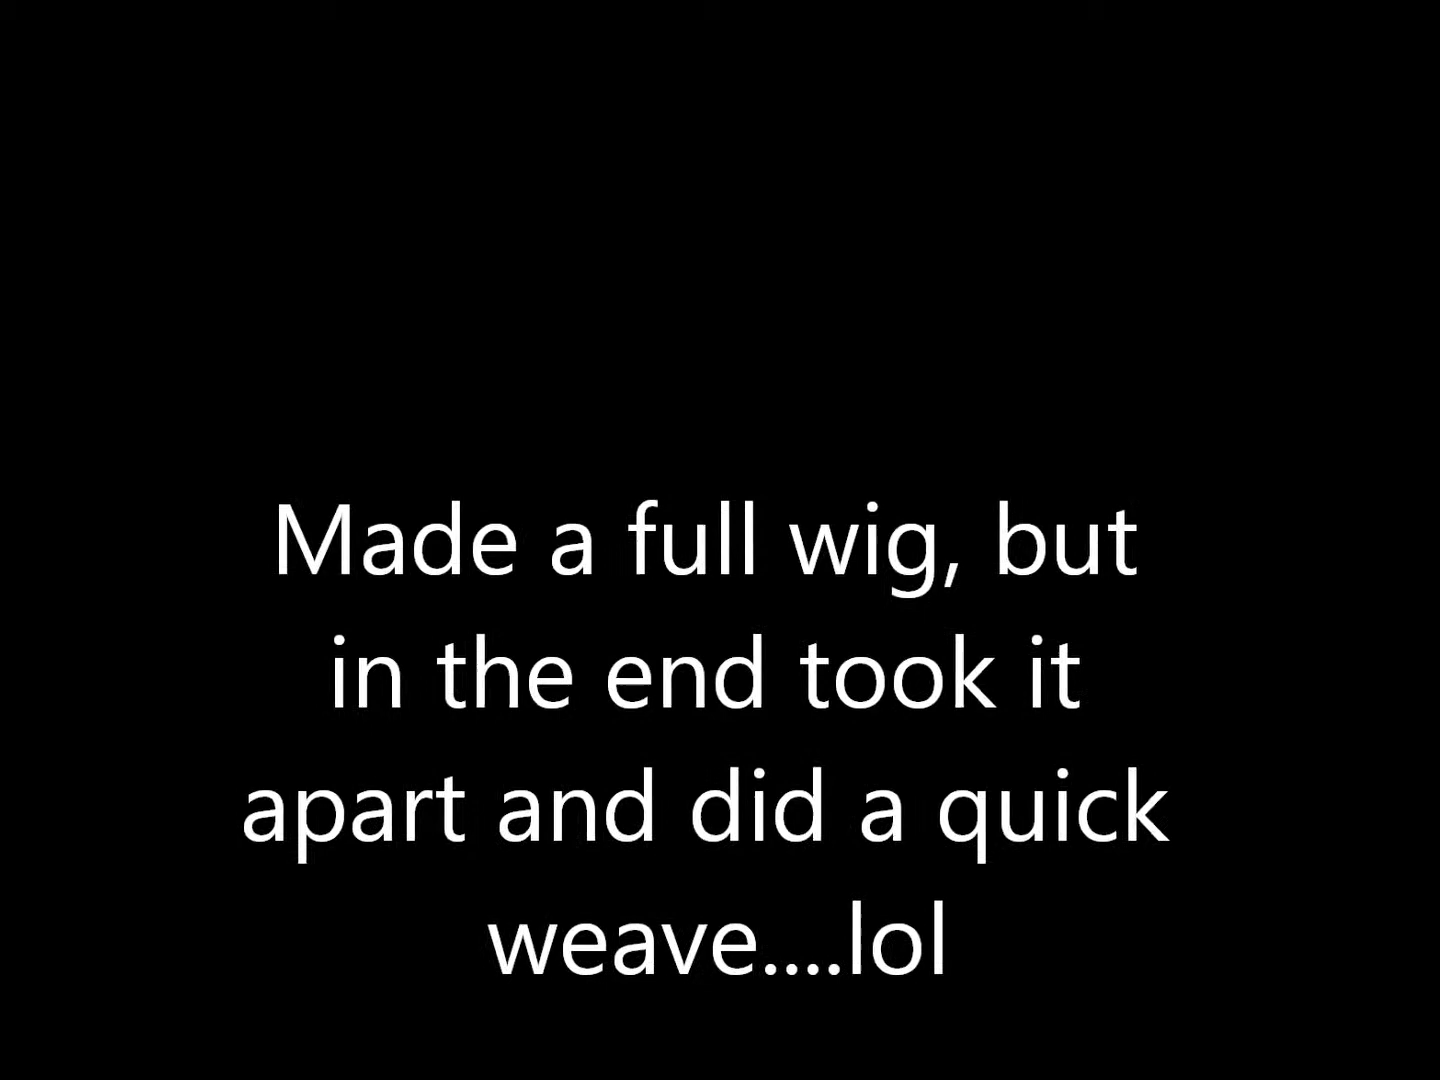 Made a full wig, but
in the end took it
apart and did a quick
weave....lol